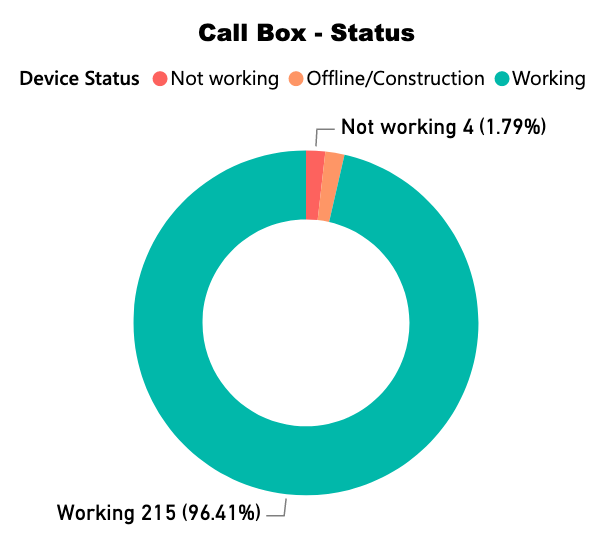 Call Box - Status
Device Status Not working Offline/Construction Working
Not working 4 (1.79%)
Working 215 (96.41%)